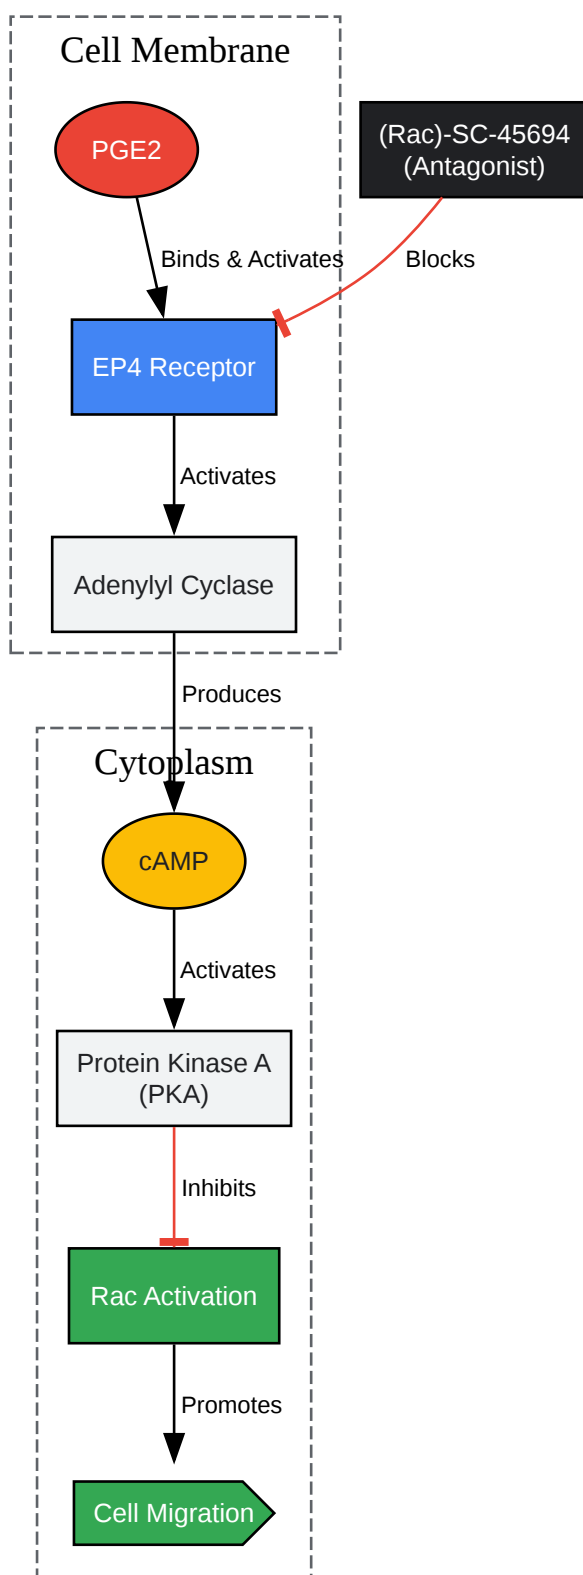 Cell Membrane
PGE2
(Rac)-SC-45694
(Antagonist)
Binds & Activates
Blocks
EP4 Receptor
Activates
Adenylyl Cyclase
Produces
Cytoplasm
cAMP
Activates
Protein Kinase A
(PKA)
Inhibits
Rac Activation
Promotes
Cell Migration